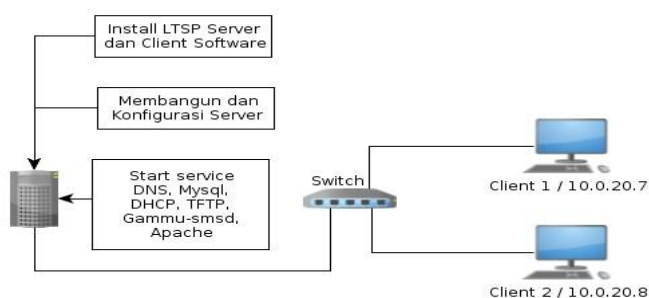 Install LTSP Server
dan Client Software
Membangun dan
Konfigurasi Server
Start service
DNS, Mysql,
DHCP, TFTP,
Gammu-smsd,
Apache
Switch
Client 1 / 10.0.20.7
Client 2 / 10.0.20.8